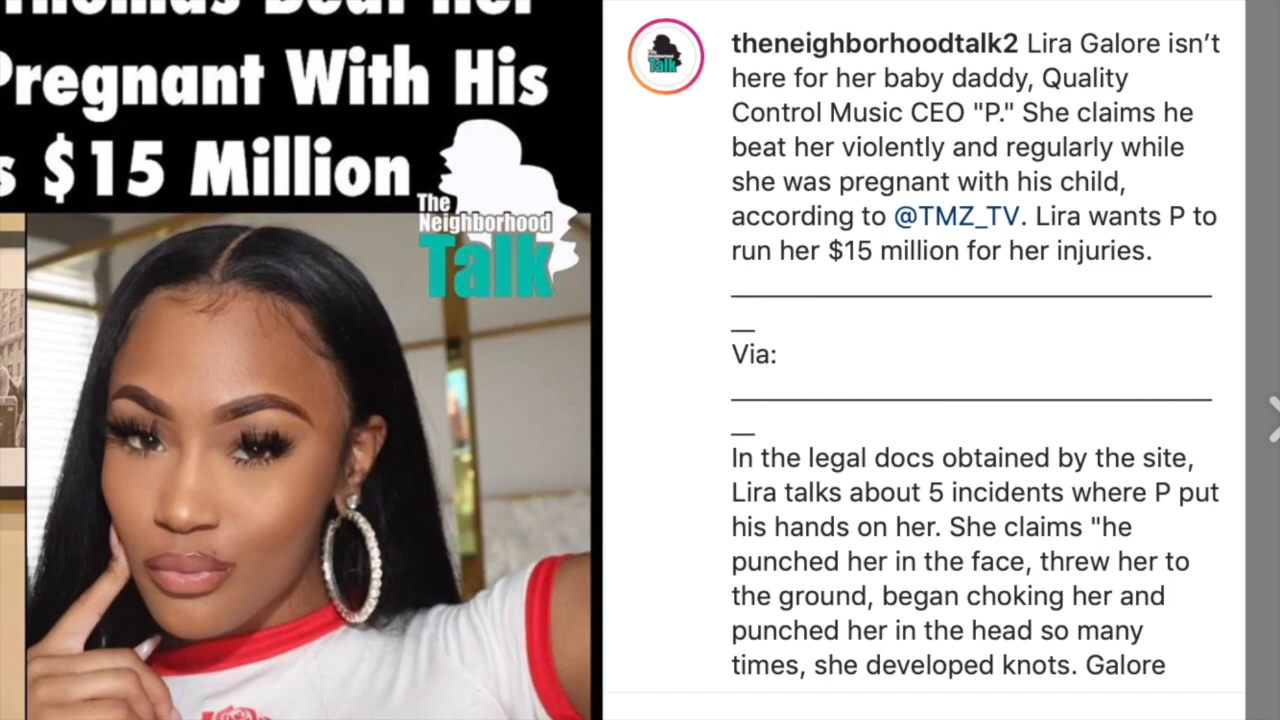 Thomas Beat Her
Pregnant With His
s $15 Million
The
Neighborhood
Talk
theneighborhoodtalk2 Lira Galore isn’t
here for her baby daddy, Quality
Control Music CEO "P." She claims he
beat her violently and regularly while
she was pregnant with his child,
according to @TMZ_TV. Lira wants P to
run her $15 million for her injuries.
Via:
In the legal docs obtained by the site,
Lira talks about 5 incidents where P put
his hands on her. She claims "he
punched her in the face, threw her to
the ground, began choking her and
punched her in the head so many
times, she developed knots. Galore